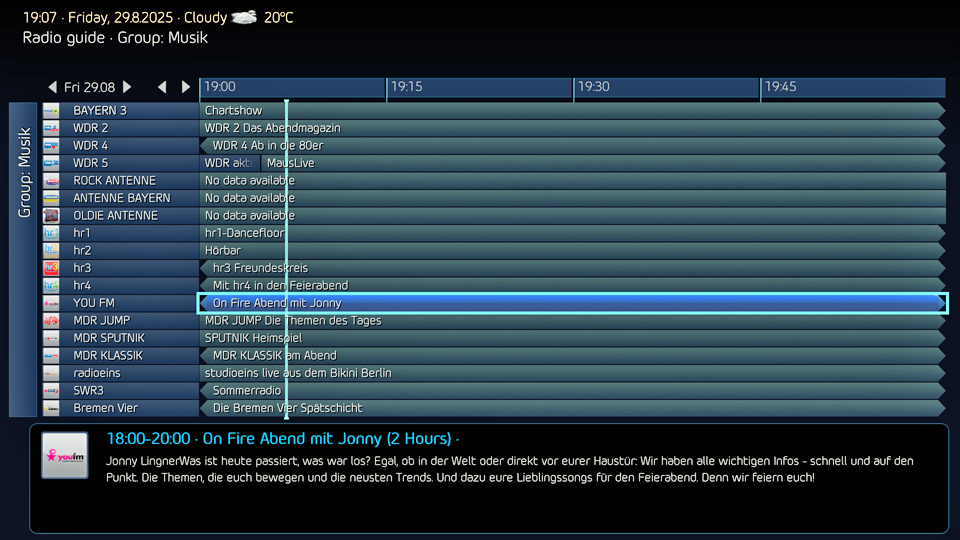 19:07 · Friday, 29.8.2025 · Cloudy 20°C
Radio guide · Group: Musik
Fri 29.08 19:00 19:15 19:30 19:45
Group: Musik
BAYERN 3 Chartshow
WDR 2 WDR 2 Das Abendmagazin
WDR 4 WDR 4 Ab in die 80er
WDR 5 WDR akt MausLive
ROCK ANTENNE No data available
ANTENNE BAYERN No data available
OLDIE ANTENNE No data available
hr1 hr1-Dancefloor
hr2 Hörbar
hr3 hr3 Freundeskreis
hr4 Mit hr4 in den Feierabend
YOU FM On Fire Abend mit Jonny
MDR JUMP MDR JUMP Die Themen des Tages
MDR SPUTNIK SPUTNIK Heimspiel
MDR KLASSIK MDR KLASSIK am Abend
radioeins studioeins live aus dem Bikini Berlin
SWR3 Sommerradio
Bremen Vier Die Bremen Vier Spätschicht
youfm
18:00-20:00 · On Fire Abend mit Jonny (2 Hours) ·
Jonny LingnerWas ist heute passiert, was war los? Egal, ob in der Welt oder direkt vor eurer Haustür: Wir haben alle wichtigen Infos - schnell und auf den
Punkt. Die Themen, die euch bewegen und die neusten Trends. Und dazu eure Lieblingssongs für den Feierabend. Denn wir feiern euch!